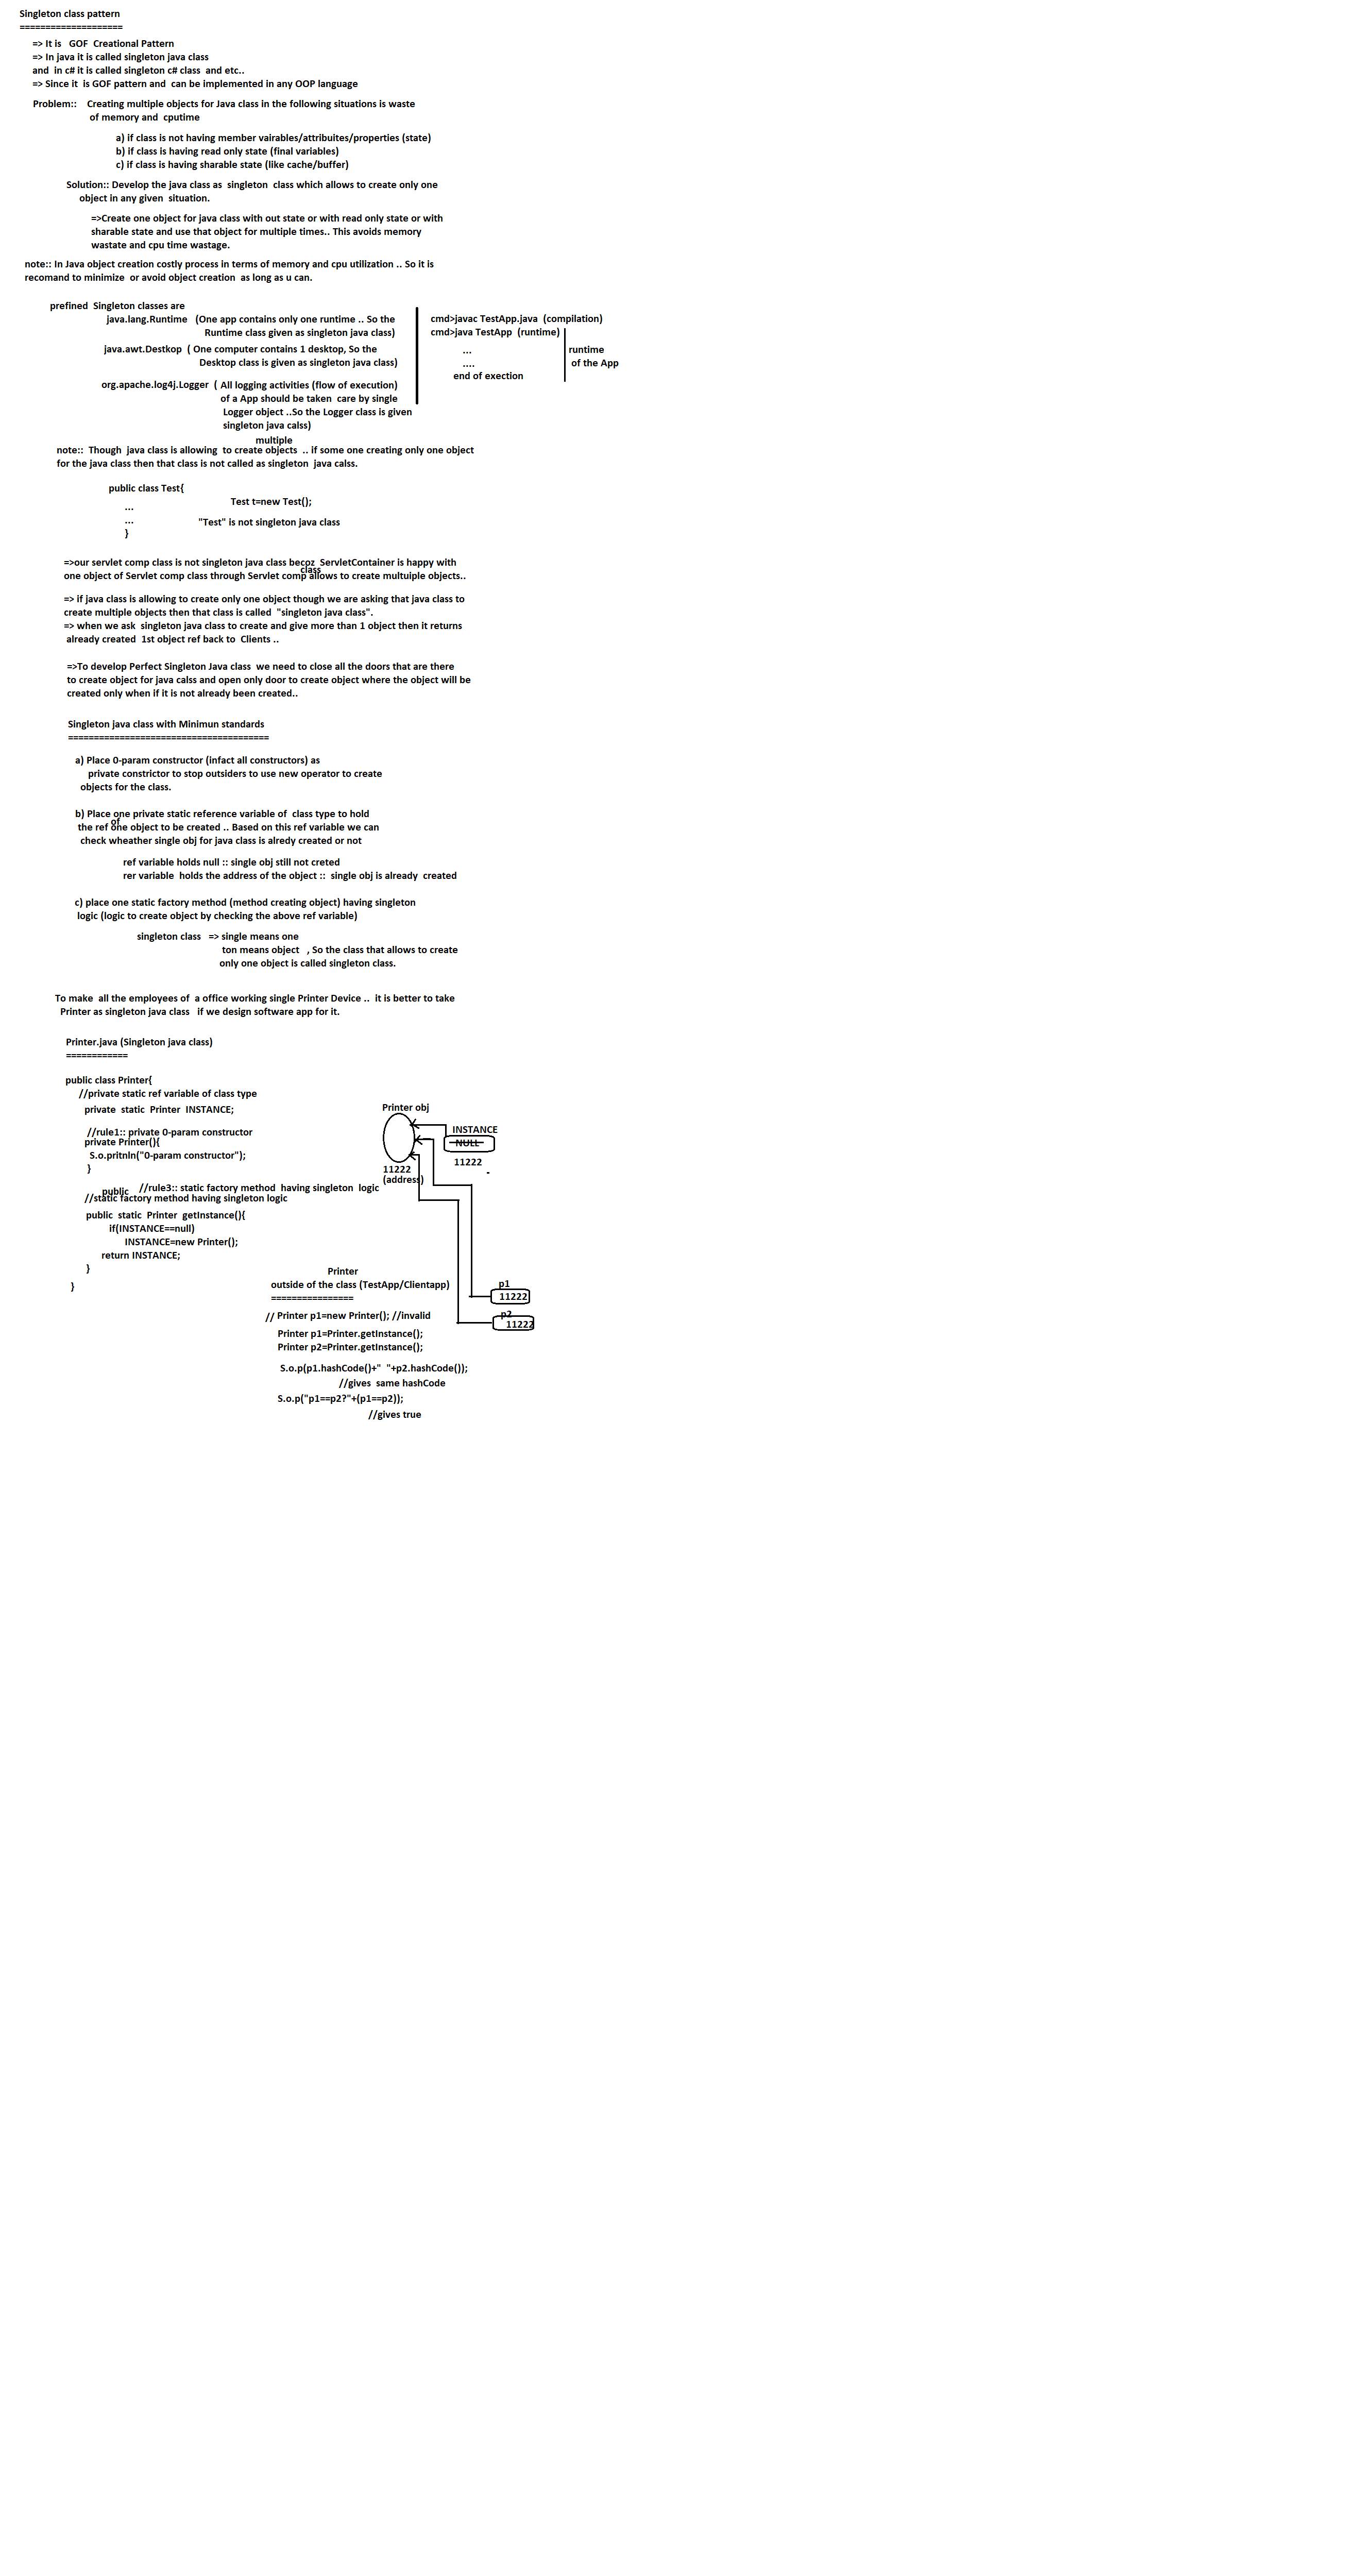 Singleton class pattern
====================
=> It is   GOF  Creational Pattern
=> In java it is called singleton java class
and  in c# it is called singleton c# class  and etc..
=> Since it  is GOF pattern and  can be implemented in any OOP language
Problem::    Creating multiple objects for Java class in the following situations is waste
of memory and  cputime
a) if class is not having member vairables/attribuites/properties (state)
b) if class is having read only state (final variables)
c) if class is having sharable state (like cache/buffer)
Solution:: Develop the java class as  singleton  class which allows to create only one
object in any given  situation.
=>Create one object for java class with out state or with read only state or with
sharable state and use that object for multiple times.. This avoids memory
wastate and cpu time wastage.
note:: In Java object creation costly process in terms of memory and cpu utilization .. So it is
recomand to minimize  or avoid object creation  as long as u can.
prefined  Singleton classes are
java.lang.Runtime   (One app contains only one runtime .. So the
Runtime class given as singleton java class)
java.awt.Destkop  ( One computer contains 1 desktop, So the
Desktop class is given as singleton java class)
org.apache.log4j.Logger  ( All logging activities (flow of execution)
of a App should be taken  care by single
Logger object ..So the Logger class is given
singleton java calss)
cmd>javac TestApp.java  (compilation)
cmd>java TestApp  (runtime)
...
....
end of exection
runtime
of the App
multiple
note::  Though  java class is allowing  to create objects  .. if some one creating only one object
for the java class then that class is not called as singleton  java calss.
public class Test{
Test t=new Test();
...
...
"Test" is not singleton java class
}
=>our servlet comp class is not singleton java class becoz  ServletContainer is happy with
class
one object of Servlet comp class through Servlet comp allows to create multuiple objects..
=> if java class is allowing to create only one object though we are asking that java class to
create multiple objects then that class is called  "singleton java class".
=> when we ask  singleton java class to create and give more than 1 object then it returns
already created  1st object ref back to  Clients ..
=>To develop Perfect Singleton Java class  we need to close all the doors that are there
to create object for java calss and open only door to create object where the object will be
created only when if it is not already been created..
Singleton java class with Minimun standards
=======================================
a) Place 0-param constructor (infact all constructors) as
private constrictor to stop outsiders to use new operator to create
objects for the class.
b) Place one private static reference variable of  class type to hold
of
the ref one object to be created .. Based on this ref variable we can
check wheather single obj for java class is alredy created or not
ref variable holds null :: single obj still not creted
rer variable  holds the address of the object ::  single obj is already  created
c) place one static factory method (method creating object) having singleton
logic (logic to create object by checking the above ref variable)
singleton class   => single means one
ton means object   , So the class that allows to create
only one object is called singleton class.
To make  all the employees of  a office working single Printer Device ..  it is better to take
Printer as singleton java class   if we design software app for it.
Printer.java (Singleton java class)
============
public class Printer{
//private static ref variable of class type
private  static  Printer  INSTANCE;
//rule1:: private 0-param constructor
private Printer(){
S.o.pritnln("0-param constructor");
}
public   //rule3:: static factory method  having singleton  logic
//static factory method having singleton logic
public  static  Printer  getInstance(){
if(INSTANCE==null)
INSTANCE=new Printer();
return INSTANCE;
}
}
Printer obj
INSTANCE
NULL
11222
11222
(address)
-
Printer
outside of the class (TestApp/Clientapp)
================
// Printer p1=new Printer(); //invalid
Printer p1=Printer.getInstance();
Printer p2=Printer.getInstance();
S.o.p(p1.hashCode()+"  "+p2.hashCode());
//gives  same hashCode
S.o.p("p1==p2?"+(p1==p2));
//gives true
p1
11222
p2
11222